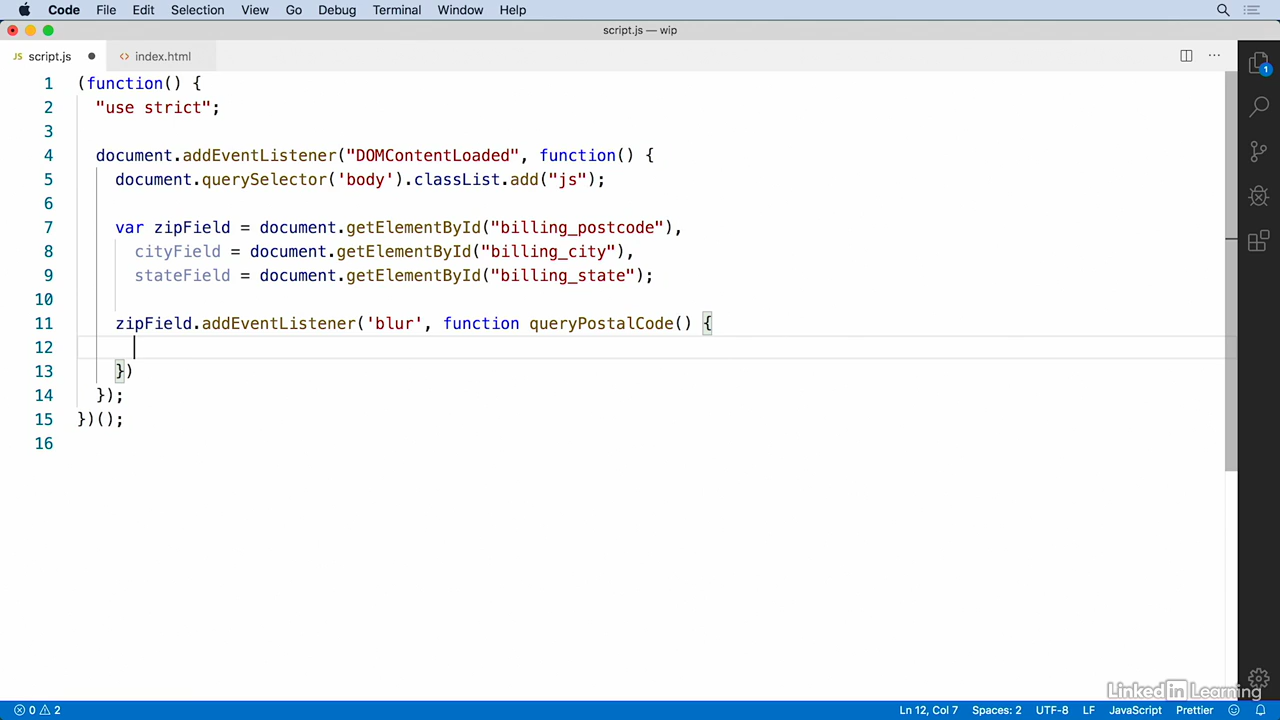 Code File Edit Selection View Go Debug Terminal Window Help
script.js — wip
JS script.js ● <> index.html ...
1
1 (function() {
2 "use strict";
3
4 document.addEventListener("DOMContentLoaded", function() {
5 document.querySelector('body').classList.add("js");
6
7 var zipField = document.getElementById("billing_postcode"),
8 cityField = document.getElementById("billing_city"),
9 stateField = document.getElementById("billing_state");
10
11 zipField.addEventListener('blur', function queryPostalCode() {
12
13 })
14 });
15 })();
16
LinkedIn Learning
0 2 Ln 12, Col 7 Spaces: 2 UTF-8 LF JavaScript Prettier